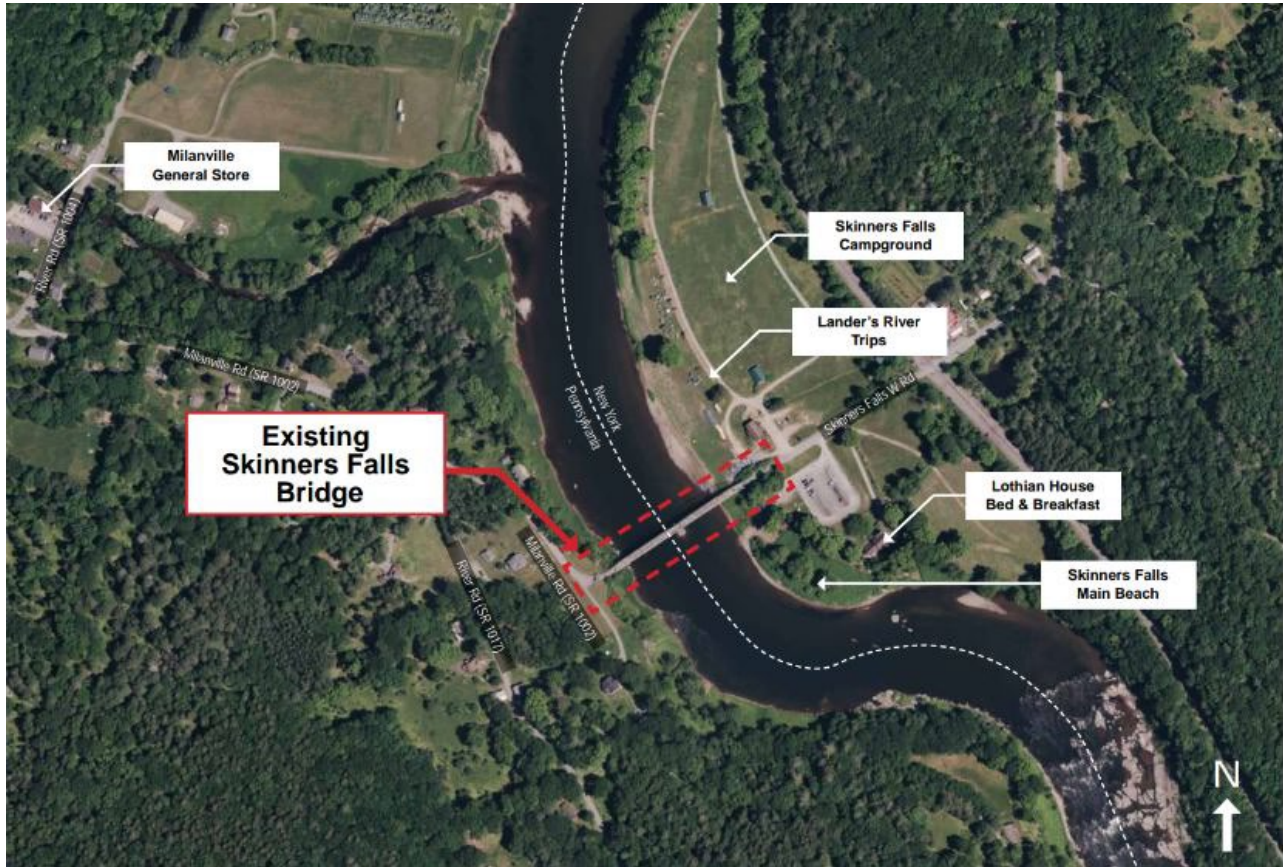 Milanville
General Store
River Rd (SR 1004)
Milanville Rd (SR 1002)
Skinners Falls
Campground
Lander's River
Trips
New York
Pennsylvania
Skinners Falls W Rd
Existing
Skinners Falls
Bridge
Lothian House
Bed & Breakfast
Skinners Falls
Main Beach
River Rd (SR 1017)
Milanville Rd (SR 1002)
N